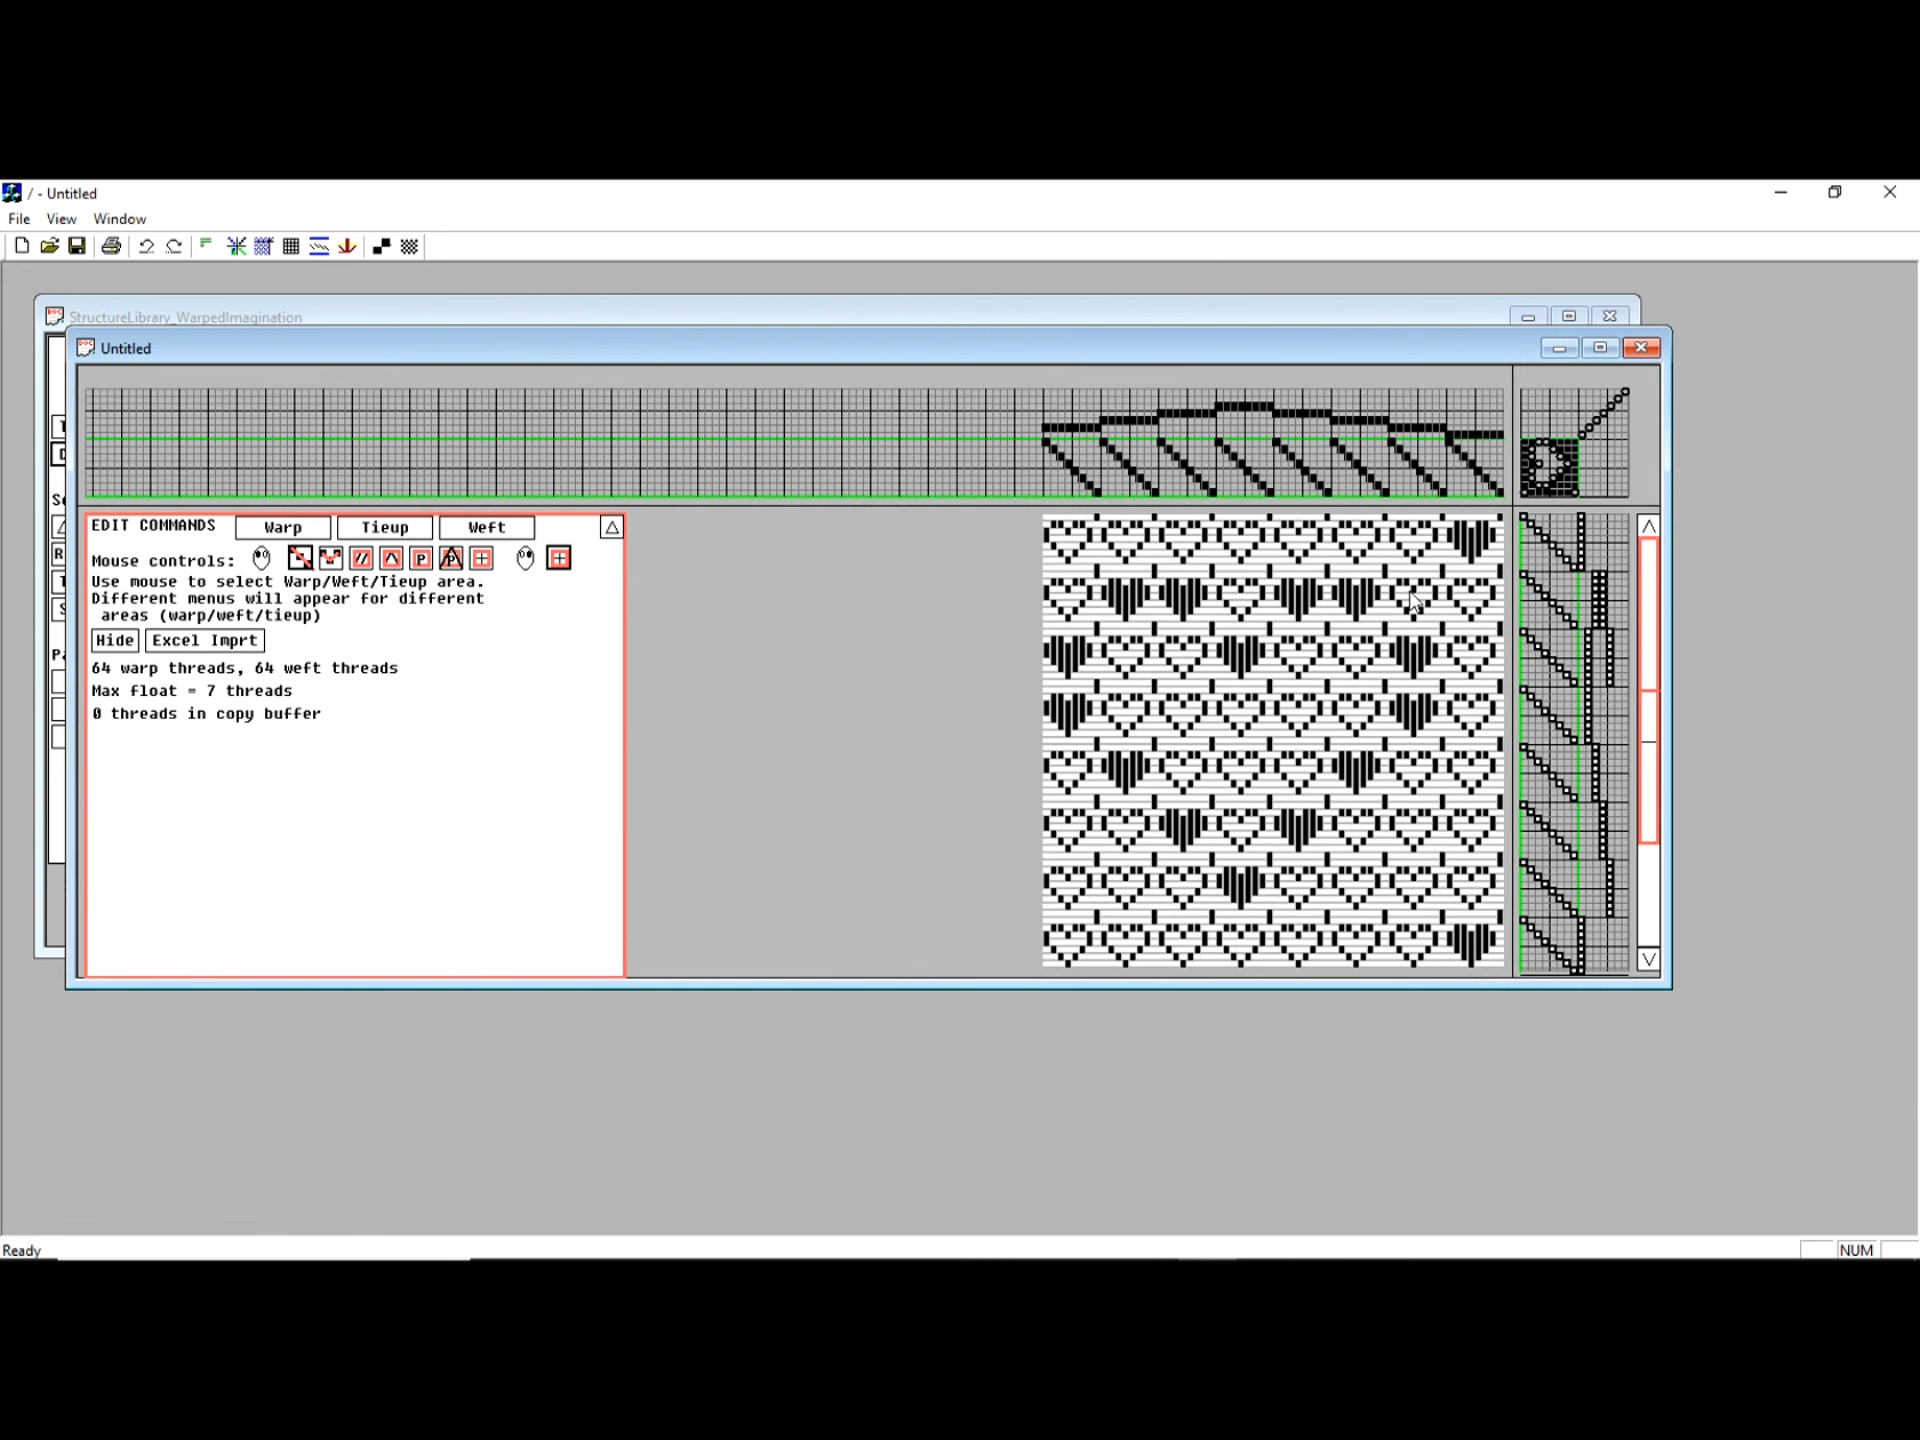 / - Untitled
File View Window
StructureLibrary_WarpedImagination
Untitled
EDIT COMMANDS Warp Tieup Weft
Mouse controls:
Use mouse to select Warp/Weft/Tieup area.
Different menus will appear for different
areas (warp/weft/tieup)
Hide Excel Imprt
64 warp threads, 64 weft threads
Max float = 7 threads
0 threads in copy buffer
Ready
NUM